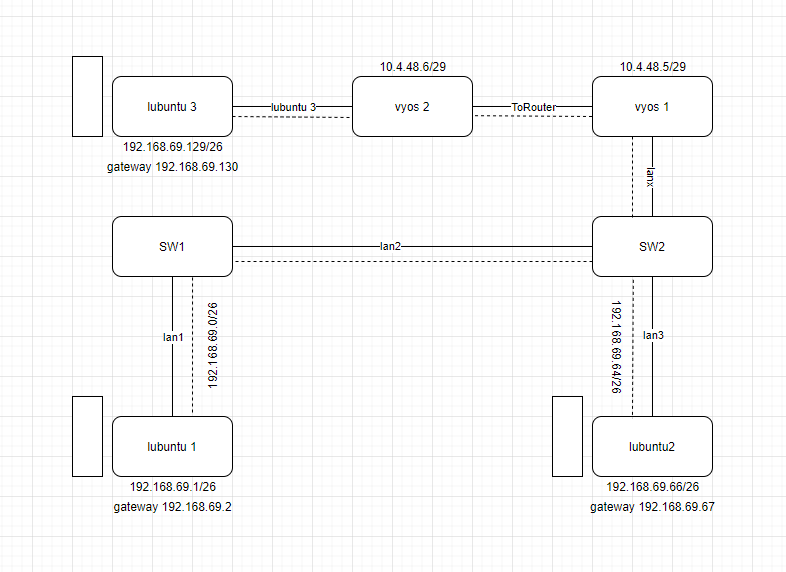 10.4.48.6/29
10.4.48.5/29
lubuntu 3
lubuntu 3
vyos 2
ToRouter
vyos 1
192.168.69.129/26
gateway 192.168.69.130
lanx
SW1
lan2
SW2
lan1
192.168.69.0/26
192.168.69.64/26
lan3
lubuntu 1
lubuntu2
192.168.69.1/26
gateway 192.168.69.2
192.168.69.66/26
gateway 192.168.69.67